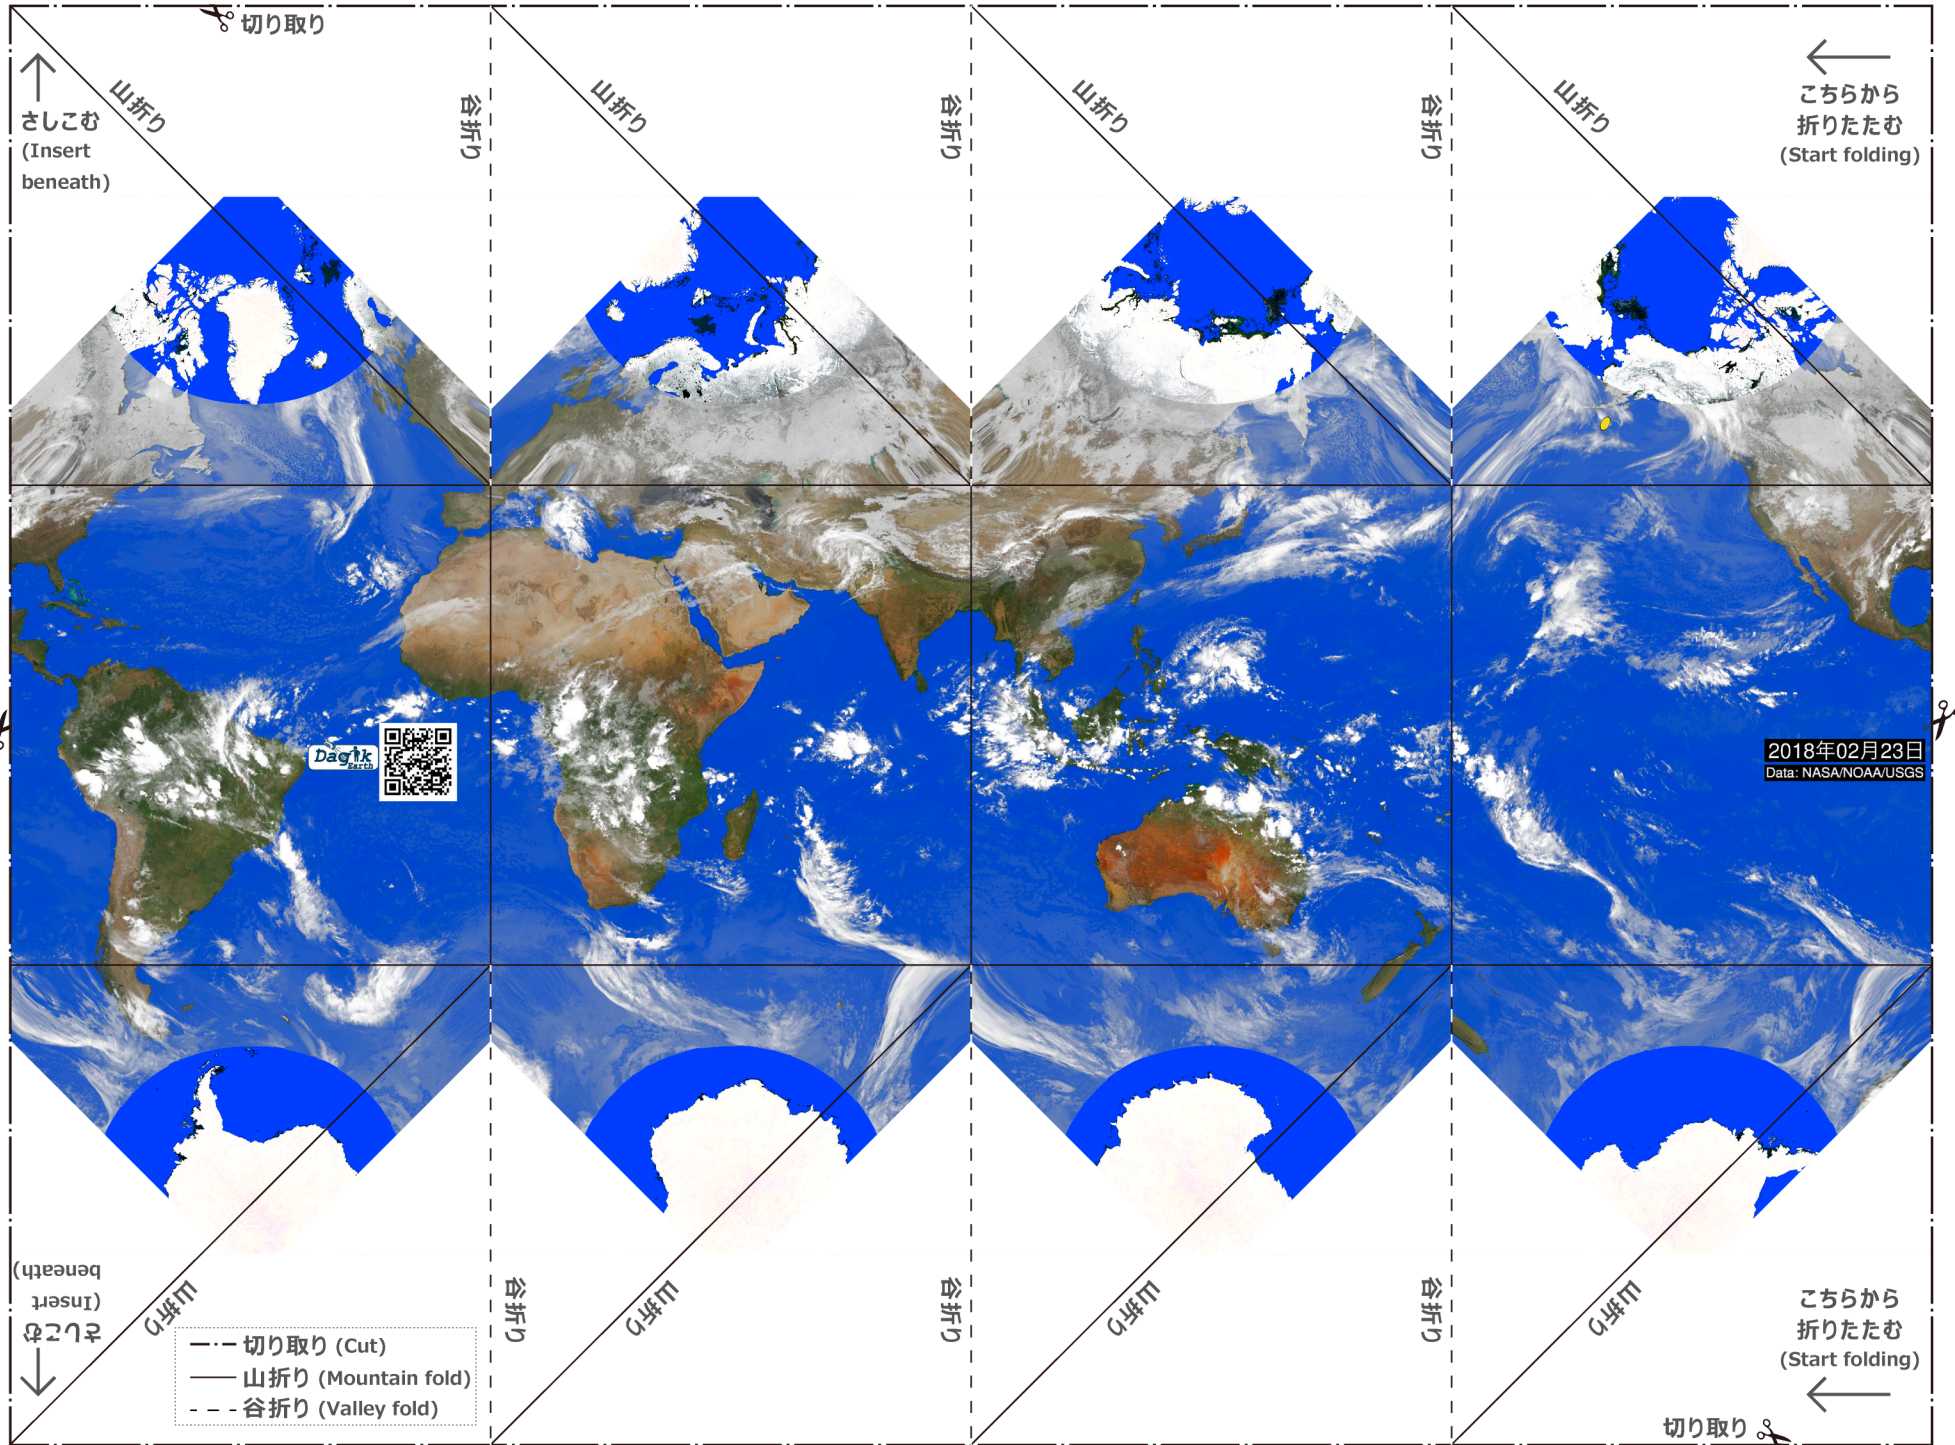 切り取り
さしこむ
(Insert
beneath)
山折り
谷折り
山折り
谷折り
山折り
谷折り
山折り
こちらから
折りたたむ
(Start folding)
Dagik
Earth
2018年02月23日
Data: NASA/NOAA/USGS
さしこむ
(Insert
beneath)
山折り
谷折り
山折り
谷折り
山折り
谷折り
山折り
こちらから
折りたたむ
(Start folding)
切り取り (Cut)
山折り (Mountain fold)
谷折り (Valley fold)
切り取り